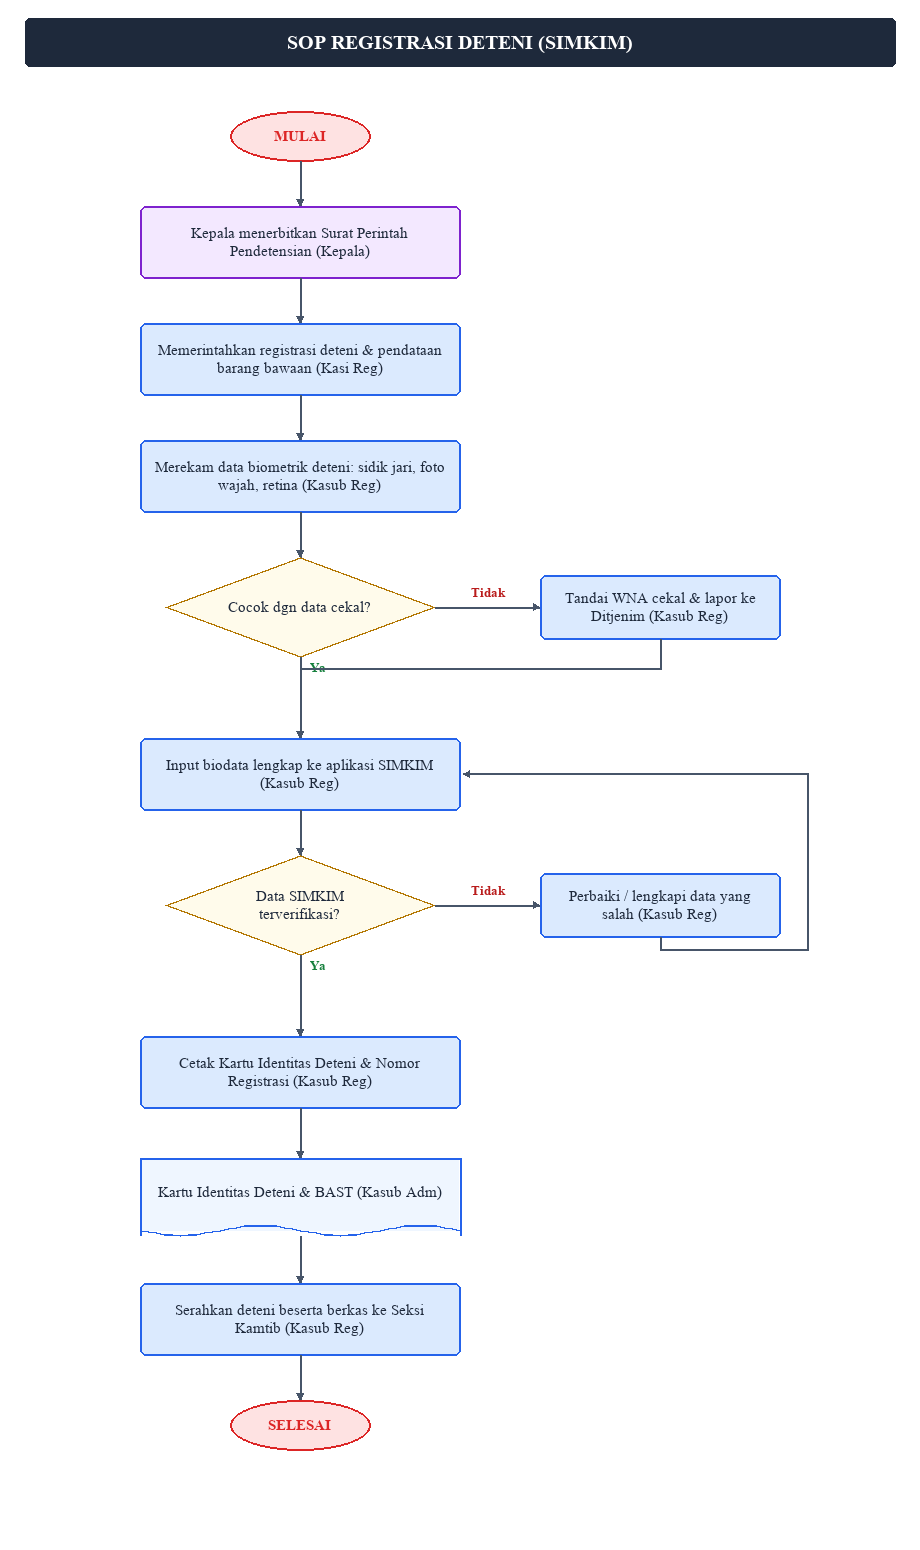 SOP REGISTRASI DETENI (SIMKIM)
MULAI
Kepala menerbitkan Surat Perintah
Pendetensian (Kepala)
Memerintahkan registrasi deteni & pendataan
barang bawaan (Kasi Reg)
Merekam data biometrik deteni: sidik jari, foto
wajah, retina (Kasub Reg)
Cocok dgn data cekal?
Tidak
Tandai WNA cekal & lapor ke
Ditjenim (Kasub Reg)
Ya
Input biodata lengkap ke aplikasi SIMKIM
(Kasub Reg)
Data SIMKIM
terverifikasi?
Tidak
Perbaiki / lengkapi data yang
salah (Kasub Reg)
Ya
Cetak Kartu Identitas Deteni & Nomor
Registrasi (Kasub Reg)
Kartu Identitas Deteni & BAST (Kasub Adm)
Serahkan deteni beserta berkas ke Seksi
Kamtib (Kasub Reg)
SELESAI